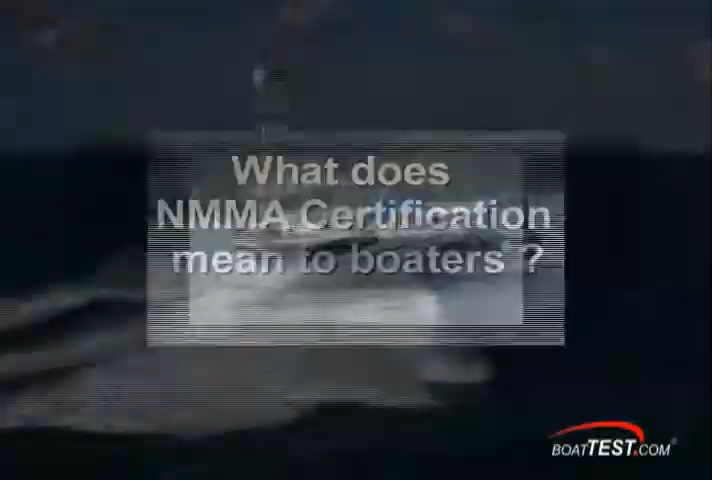 What does
NMMA Certification
mean to boaters ?
BOATTEST.COM®